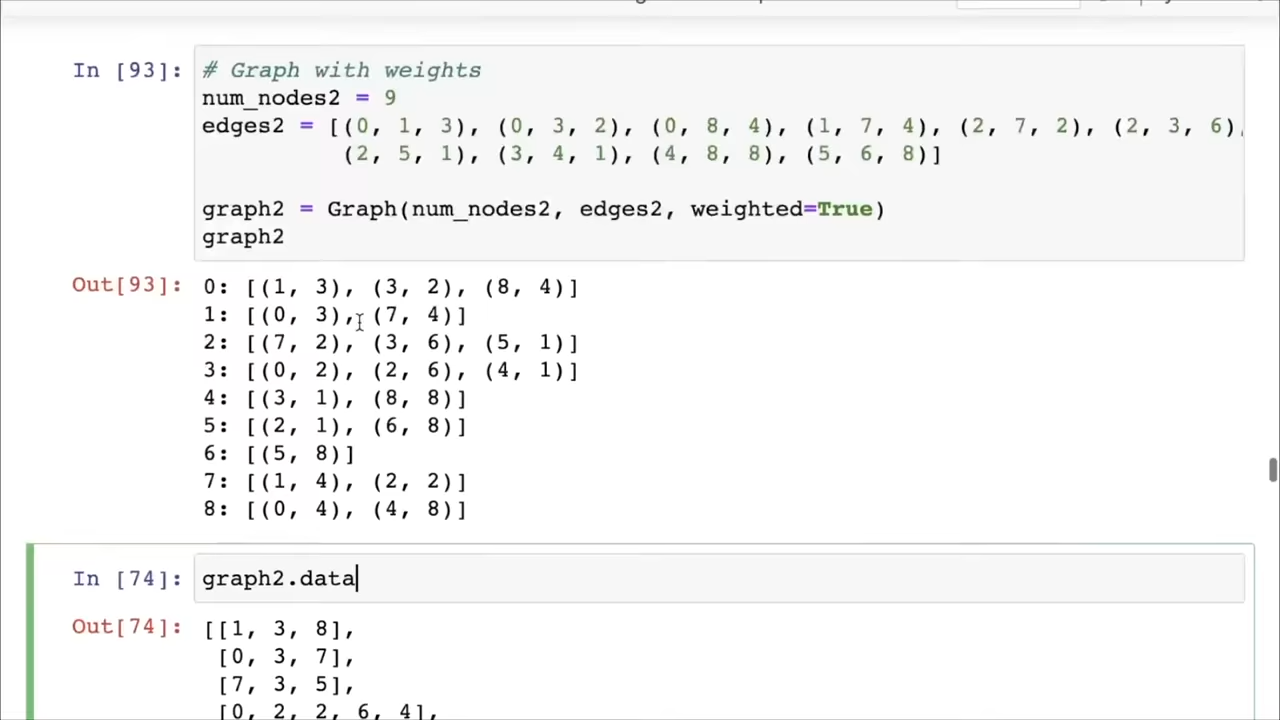 In [93]: # Graph with weights
num_nodes2 = 9
edges2 = [(0, 1, 3), (0, 3, 2), (0, 8, 4), (1, 7, 4), (2, 7, 2), (2, 3, 6),
(2, 5, 1), (3, 4, 1), (4, 8, 8), (5, 6, 8)]
graph2 = Graph(num_nodes2, edges2, weighted=True)
graph2
Out[93]: 0: [(1, 3), (3, 2), (8, 4)]
1: [(0, 3), (7, 4)]
2: [(7, 2), (3, 6), (5, 1)]
3: [(0, 2), (2, 6), (4, 1)]
4: [(3, 1), (8, 8)]
5: [(2, 1), (6, 8)]
6: [(5, 8)]
7: [(1, 4), (2, 2)]
8: [(0, 4), (4, 8)]
In [74]: graph2.data
Out[74]: [[1, 3, 8],
[0, 3, 7],
[7, 3, 5],
[0, 2, 2, 6, 4],